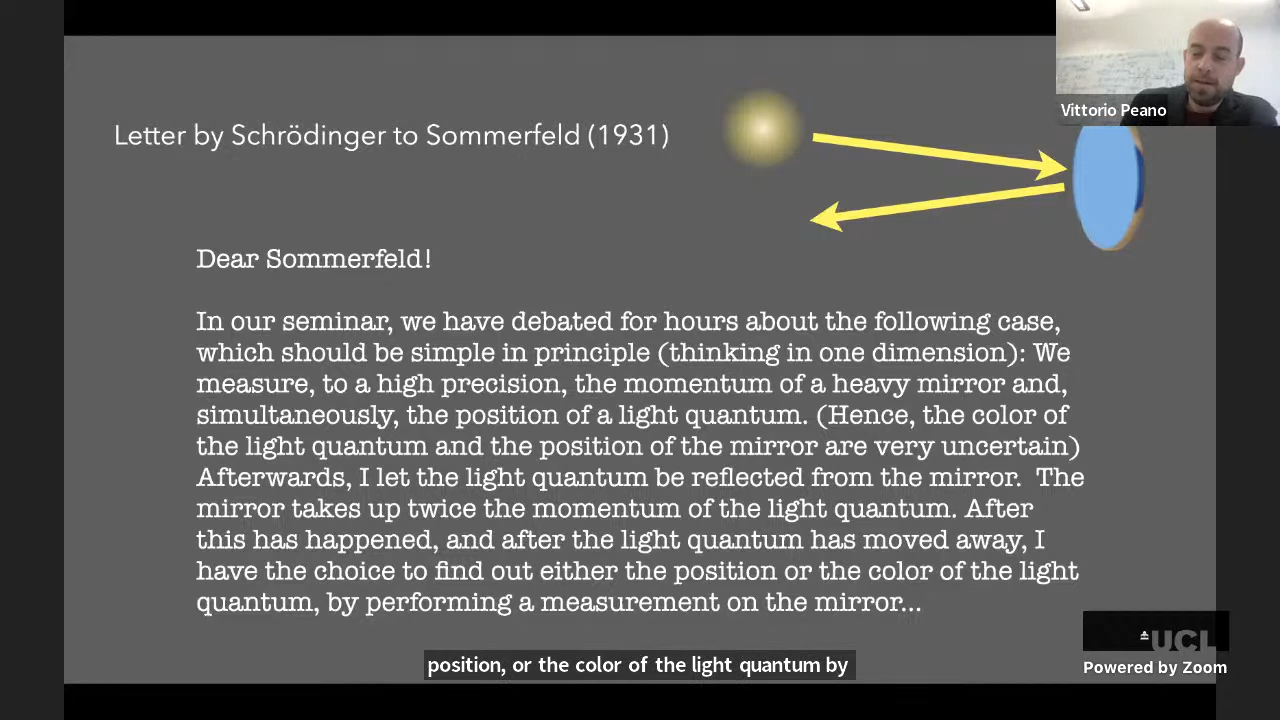 Vittorio Peano
Letter by Schrödinger to Sommerfeld (1931)
Dear Sommerfeld!
In our seminar, we have debated for hours about the following case,
which should be simple in principle (thinking in one dimension): We
measure, to a high precision, the momentum of a heavy mirror and,
simultaneously, the position of a light quantum. (Hence, the color of
the light quantum and the position of the mirror are very uncertain)
Afterwards, I let the light quantum be reflected from the mirror. The
mirror takes up twice the momentum of the light quantum. After
this has happened, and after the light quantum has moved away, I
have the choice to find out either the position or the color of the light
quantum, by performing a measurement on the mirror...
UCL
position, or the color of the light quantum by
Powered by Zoom